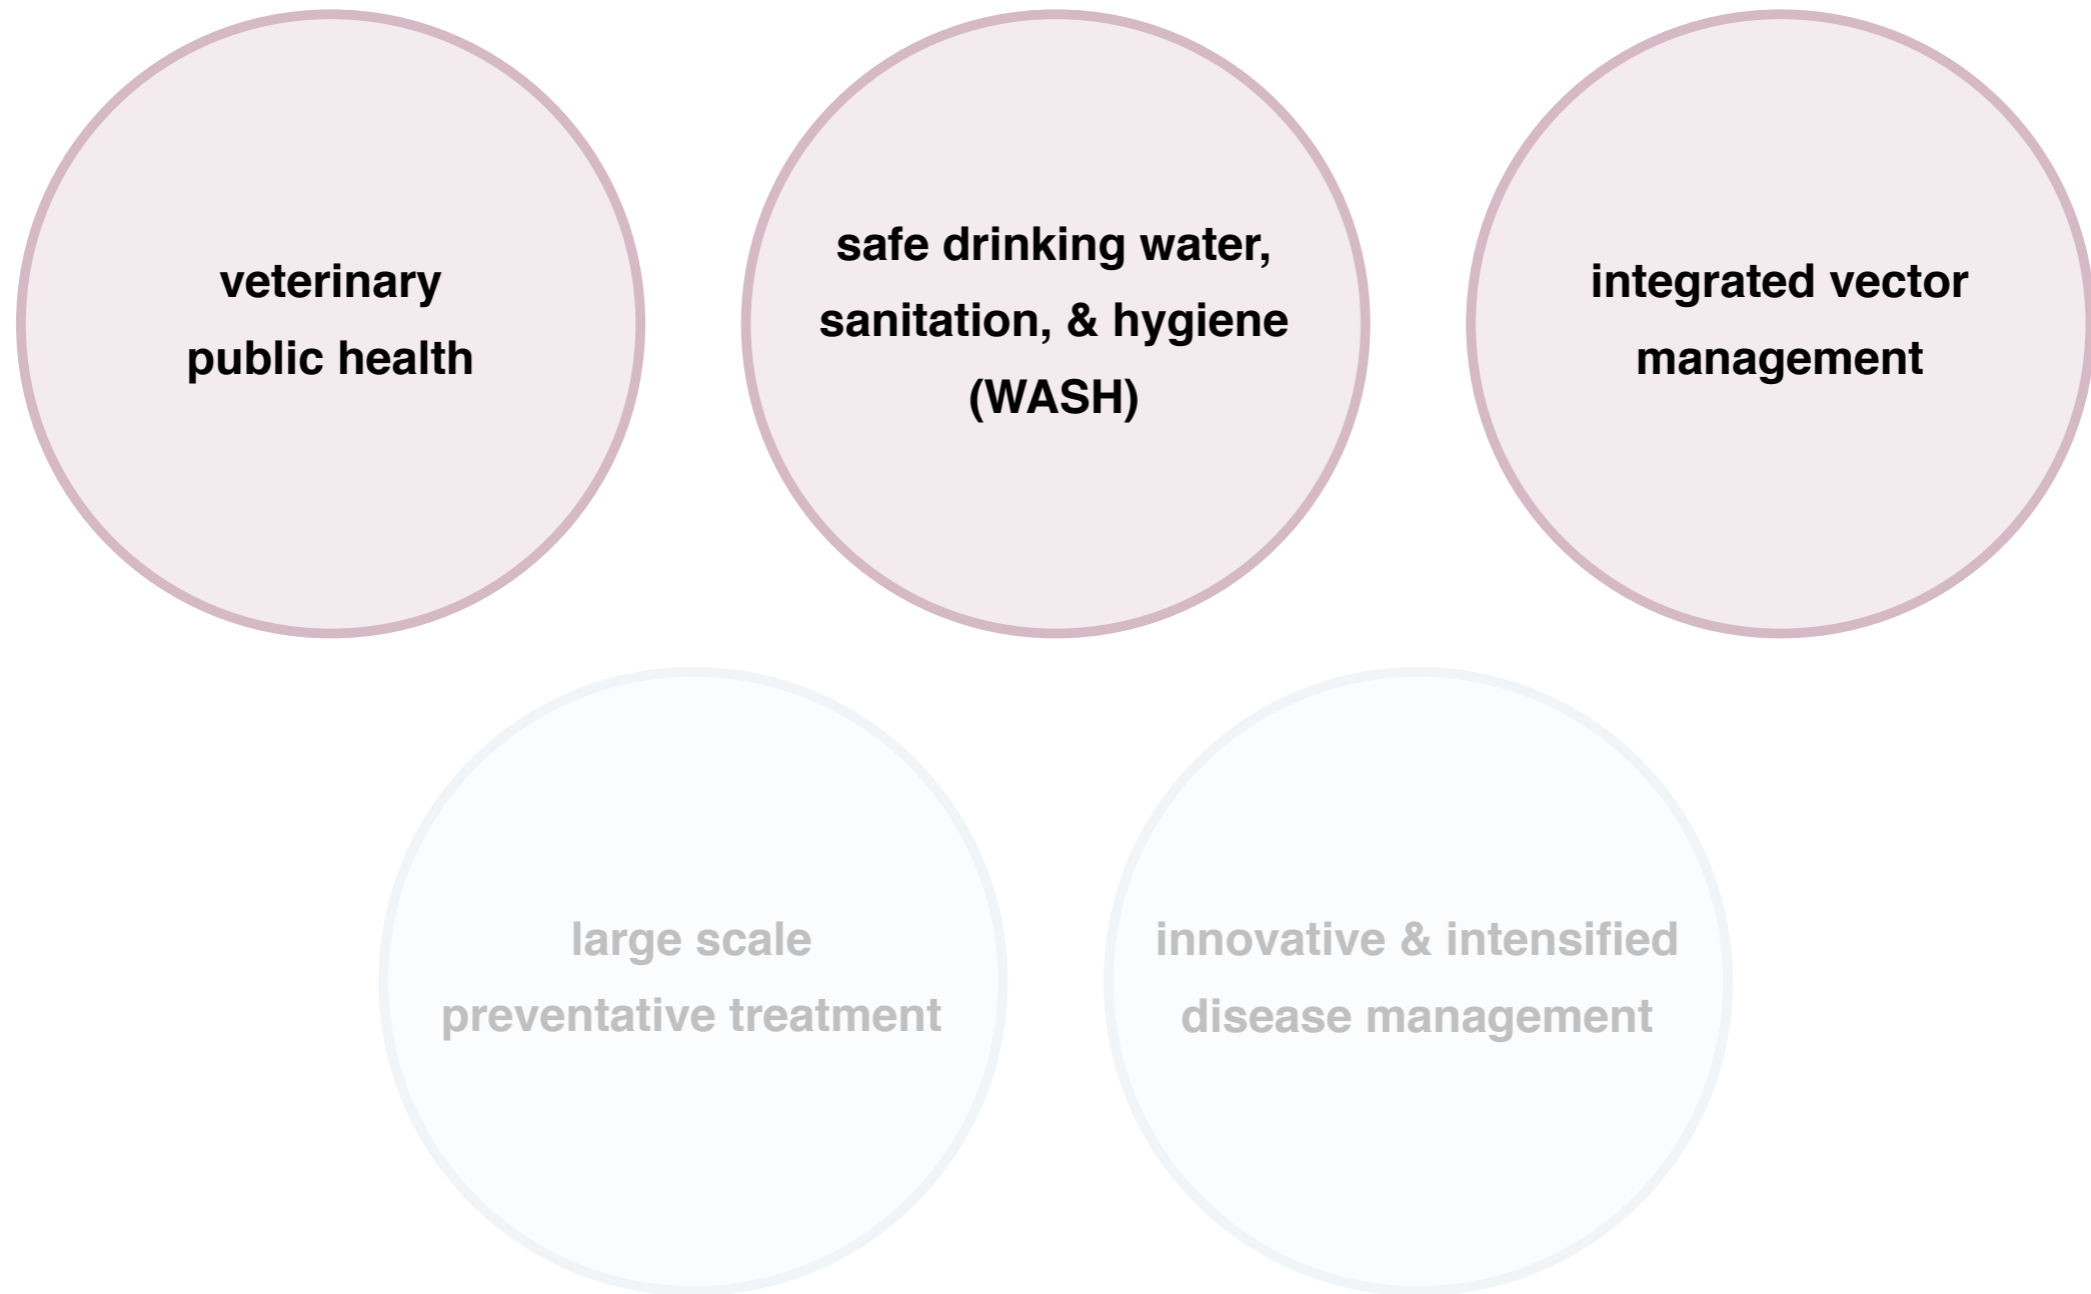 veterinary
public health
safe drinking water,
sanitation, & hygiene
(WASH)
integrated vector
management
large scale
preventative treatment
innovative & intensified
disease management